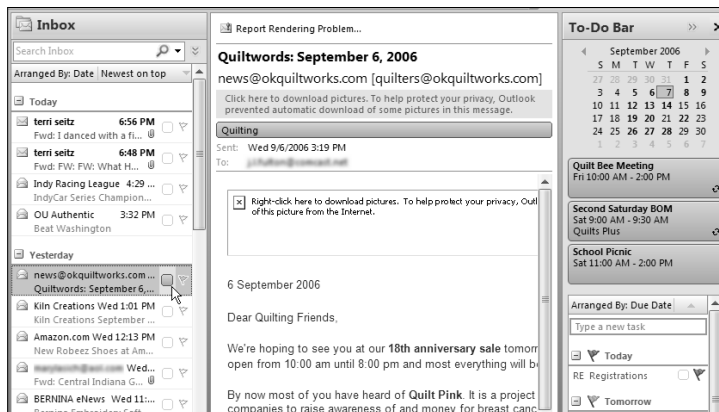 Inbox
Search Inbox
Arranged By: Date Newest on top
Today
terri seitz 6:56 PM
Fwd: I danced with a fi...
terri seitz 6:48 PM
Fwd: FW: FW: What H...
Indy Racing League 4:29 ...
IndyCar Series Champion...
OU Authentic 3:32 PM
Beat Washington
Yesterday
news@okquiltworks.com ...
Quiltwords: September 6,...
Kiln Creations Wed 1:01 PM
Kiln Creations September ...
Amazon.com Wed 12:13 PM
New Robeez Shoes at Am...
Wed...
Fwd: Central Indiana G...
BERNINA eNews Wed 11:...
Report Rendering Problem...
Quiltwords: September 6, 2006
news@okquiltworks.com [quilters@okquiltworks.com]
Click here to download pictures. To help protect your privacy, Outlook
prevented automatic download of some pictures in this message.
Quilting
Sent: Wed 9/6/2006 3:19 PM
To:
Right-click here to download pictures. To help protect your privacy, Outl
of this picture from the Internet.
6 September 2006
Dear Quilting Friends,
We're hoping to see you at our 18th anniversary sale tomorr
open from 10:00 am until 8:00 pm and most everything will b
By now most of you have heard of Quilt Pink. It is a project
companies to raise awareness of and money for breast canc
To-Do Bar
September 2006
S M T W T F S
27 28 29 30 31 1 2
3 4 5 6 7 8 9
10 11 12 13 14 15 16
17 18 19 20 21 22 23
24 25 26 27 28 29 30
1 2 3 4 5 6 7
Quilt Bee Meeting
Fri 10:00 AM - 2:00 PM
Second Saturday BOM
Sat 9:00 AM - 9:30 AM
Quilts Plus
School Picnic
Sat 11:00 AM - 2:00 PM
Arranged By: Due Date
Type a new task
Today
RE Registrations
Tomorrow